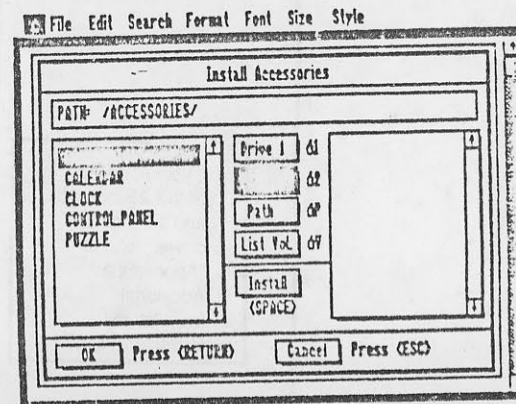 File Edit Search Format Font Size Style
Install Accessories
PATH: /ACCESSORIES/
CALENDAR
CLOCK
CONTROL_PANEL
PUZZLE
Drive 1
Path
List Vol
Install
<SPACE>
OK Press <RETURN> Cancel Press <ESC>